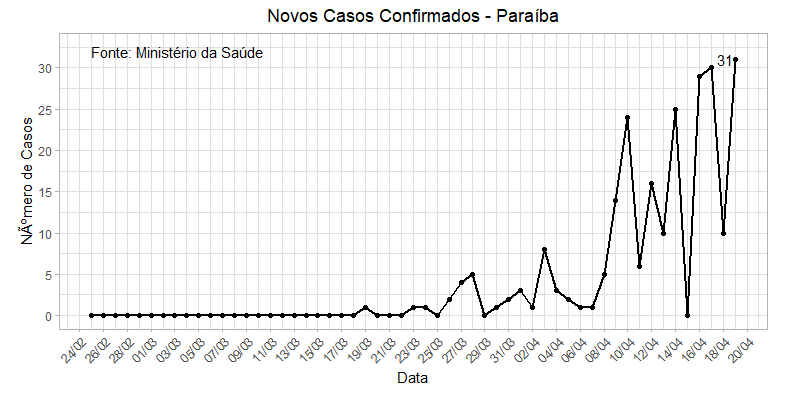 Novos Casos Confirmados - Paraíba
Fonte: Ministério da Saúde
31
30
25
20
15
10
5
0
NÃºmero de Casos
24/02 26/02 28/02 01/03 03/03 05/03 07/03 09/03 11/03 13/03 15/03 17/03 19/03 21/03 23/03 25/03 27/03 29/03 31/03 02/04 04/04 06/04 08/04 10/04 12/04 14/04 16/04 18/04 20/04
Data